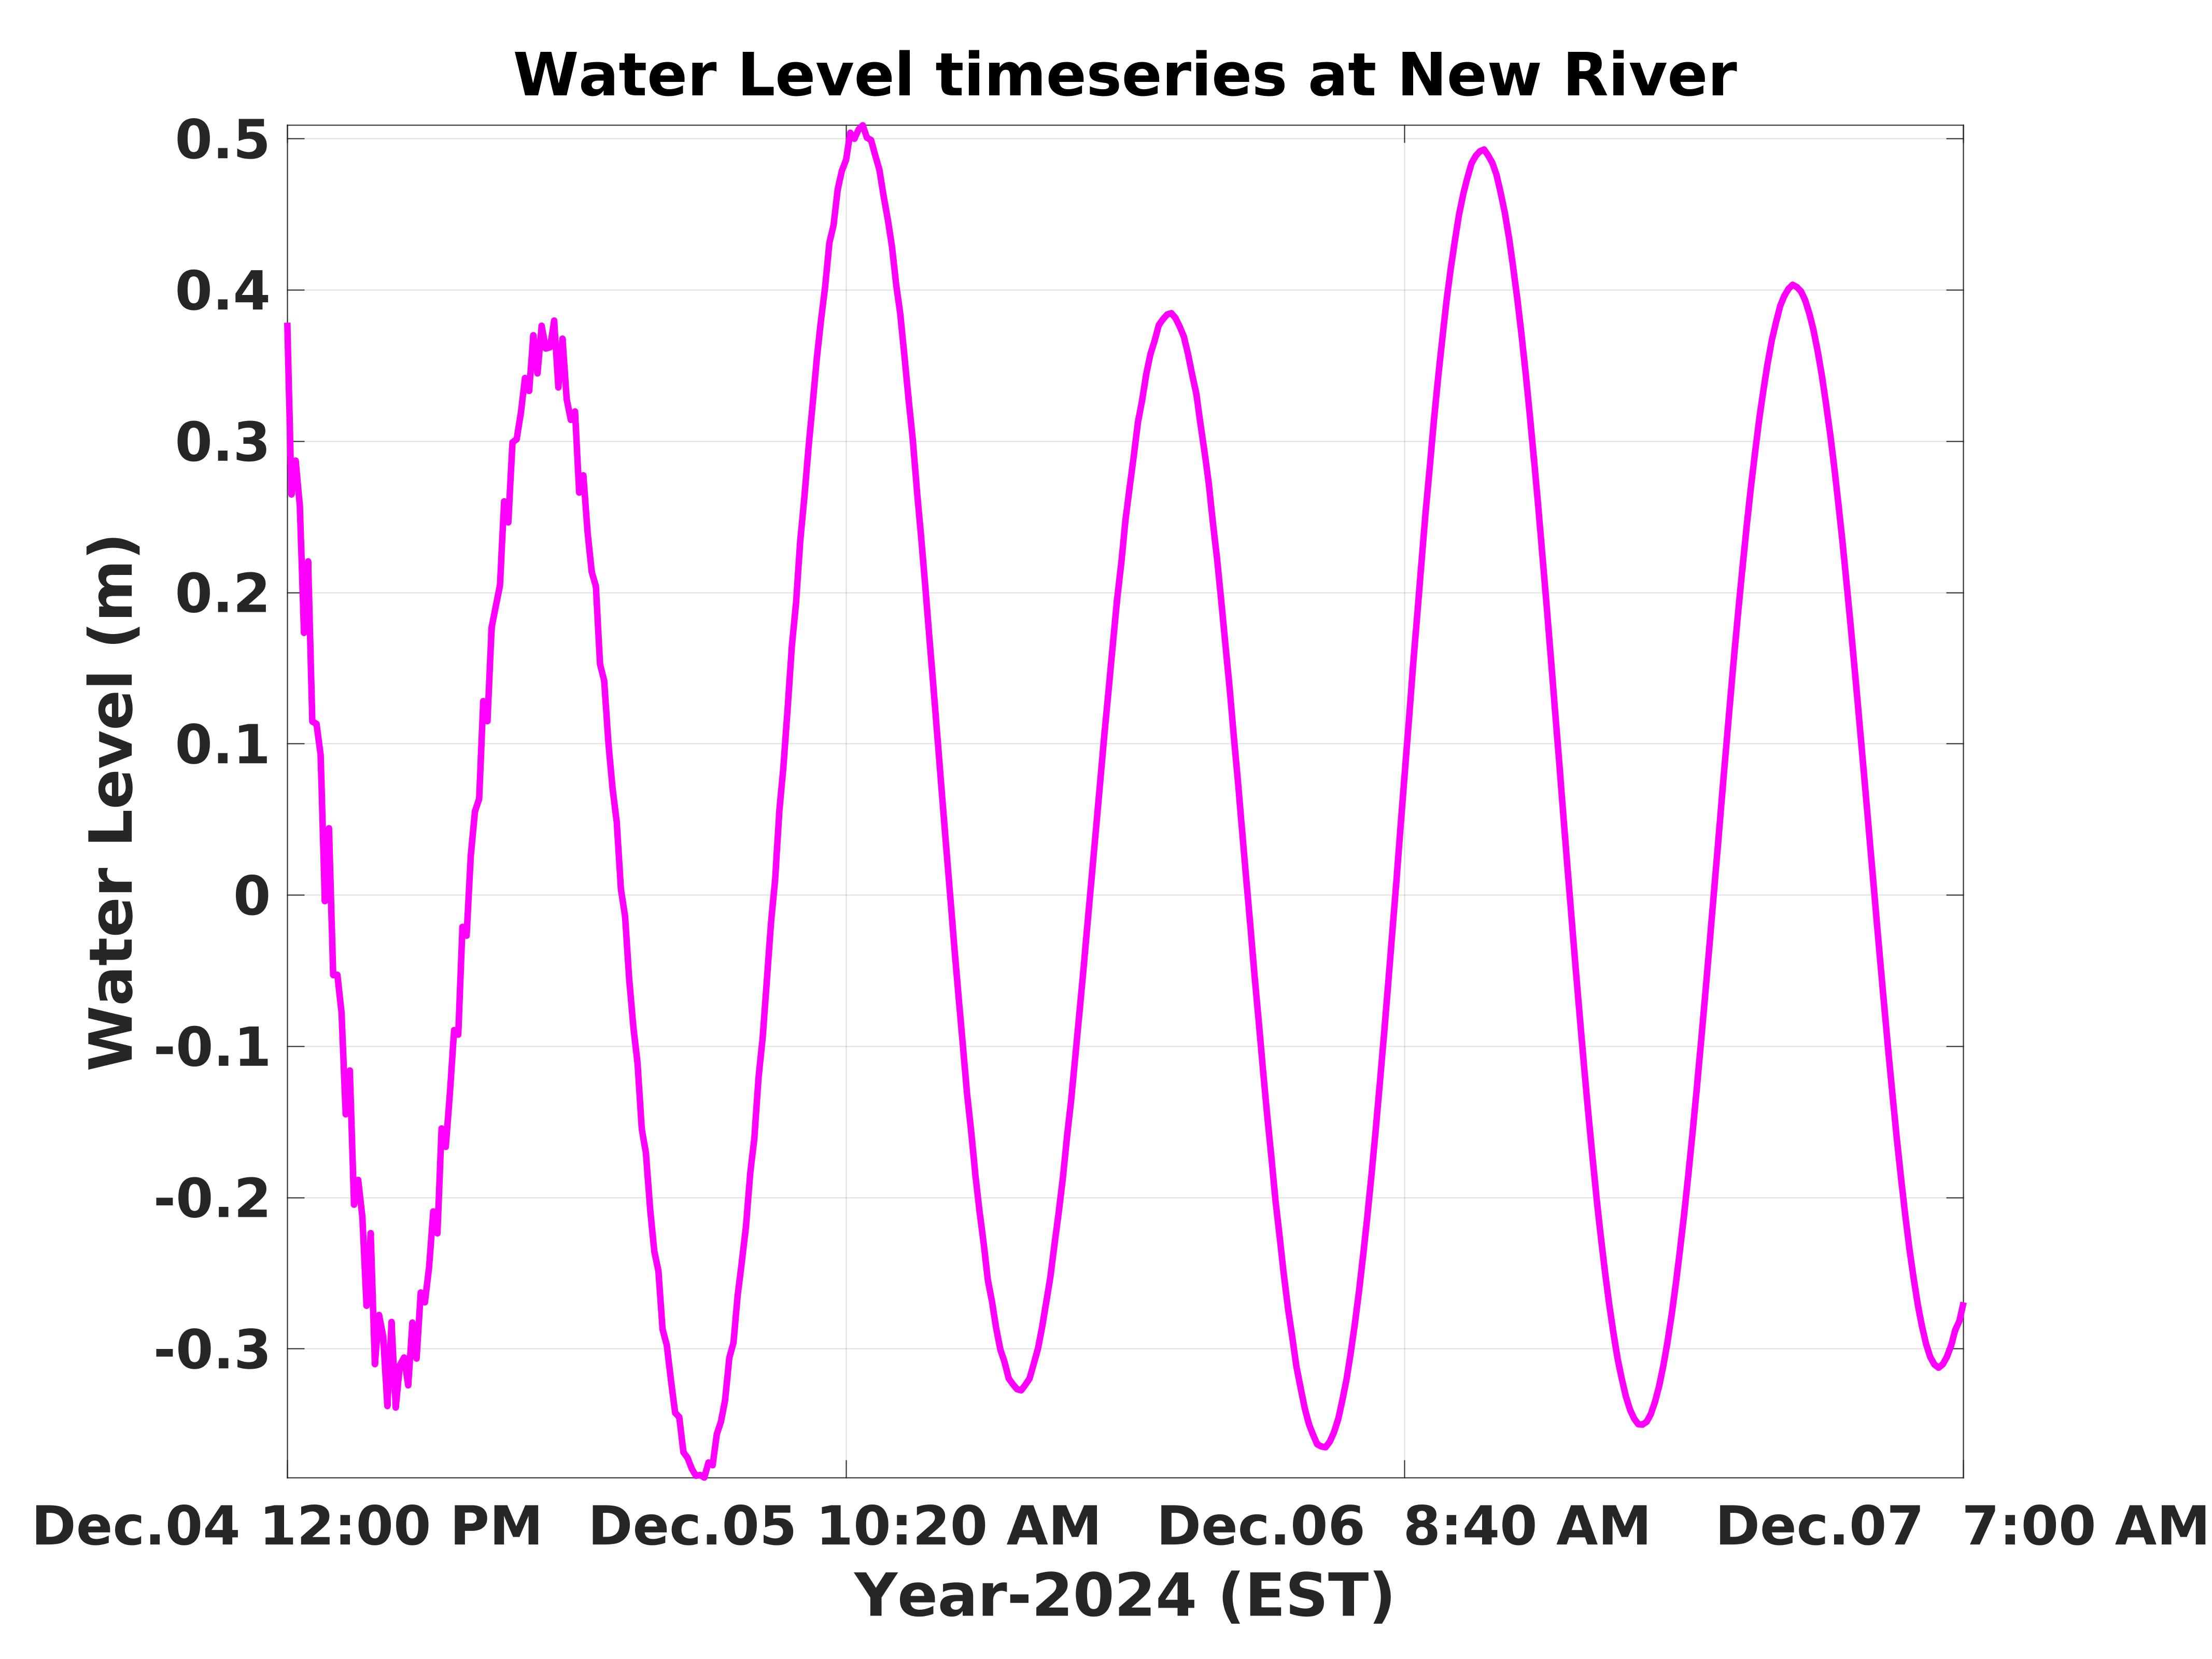 Water Level timeseries at New River
Water Level (m)
0.5
0.4
0.3
0.2
0.1
0
-0.1
-0.2
-0.3
Dec.04 12:00 PM Dec.05 10:20 AM Dec.06 8:40 AM Dec.07 7:00 AM
Year-2024 (EST)